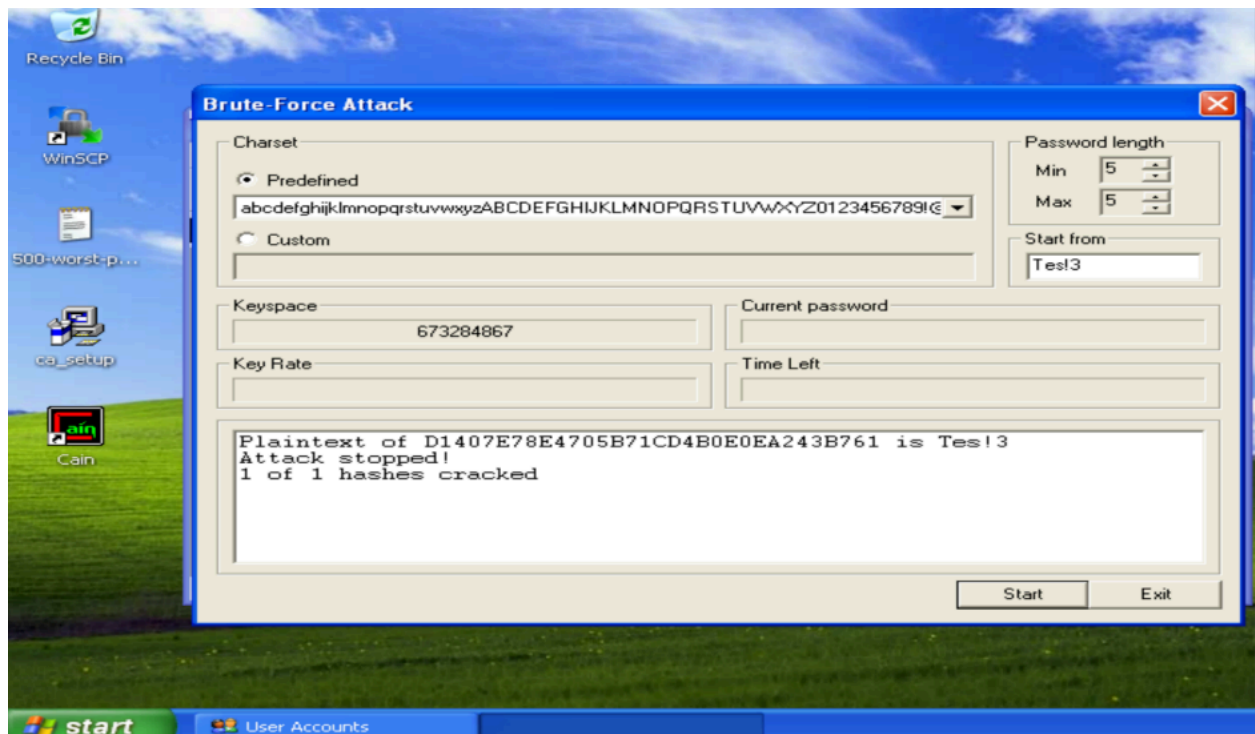 Recycle Bin
WinSCP
500-worst-p...
ca_setup
Caín
Cain
Brute-Force Attack
Charset
Predefined
abcdefghijklmnopqrstuvwxyzABCDEFGHIJKLMNOPQRSTUVWXYZ0123456789!@
Custom
Password length
Min 5
Max 5
Start from
Tes!3
Keyspace
673284867
Current password
Key Rate
Time Left
Plaintext of D1407E78E4705B71CD4B0E0EA243B761 is Tes!3
Attack stopped!
1 of 1 hashes cracked
Start
Exit
start
User Accounts